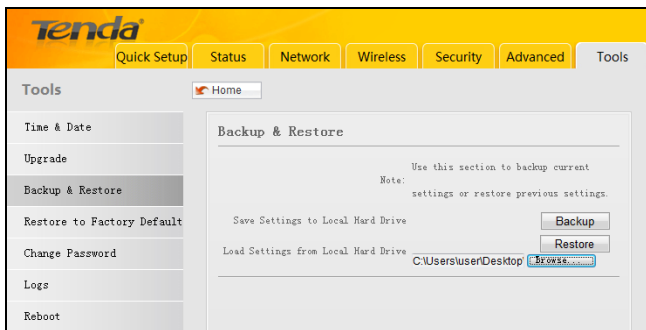 Tenda
Quick Setup Status Network Wireless Security Advanced Tools
Tools
Home
Time & Date
Upgrade
Backup & Restore
Restore to Factory Default
Change Password
Logs
Reboot
Backup & Restore
Note: Use this section to backup current
settings or restore previous settings.
Save Settings to Local Hard Drive Backup
Load Settings from Local Hard Drive Restore
C:\Users\user\Desktop\ Browse...